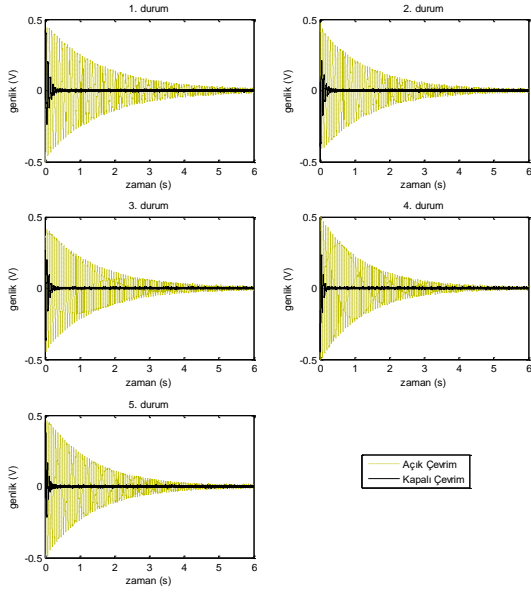 1. durum
0.5
0
-0.5
genlik (V)
0 1 2 3 4 5 6
zaman (s)
2. durum
0.5
0
-0.5
genlik (V)
0 1 2 3 4 5 6
zaman (s)
3. durum
0.5
0
-0.5
genlik (V)
0 1 2 3 4 5 6
zaman (s)
4. durum
0.5
0
-0.5
genlik (V)
0 1 2 3 4 5 6
zaman (s)
5. durum
0.5
0
-0.5
genlik (V)
0 1 2 3 4 5 6
zaman (s)
Açık Çevrim
Kapalı Çevrim